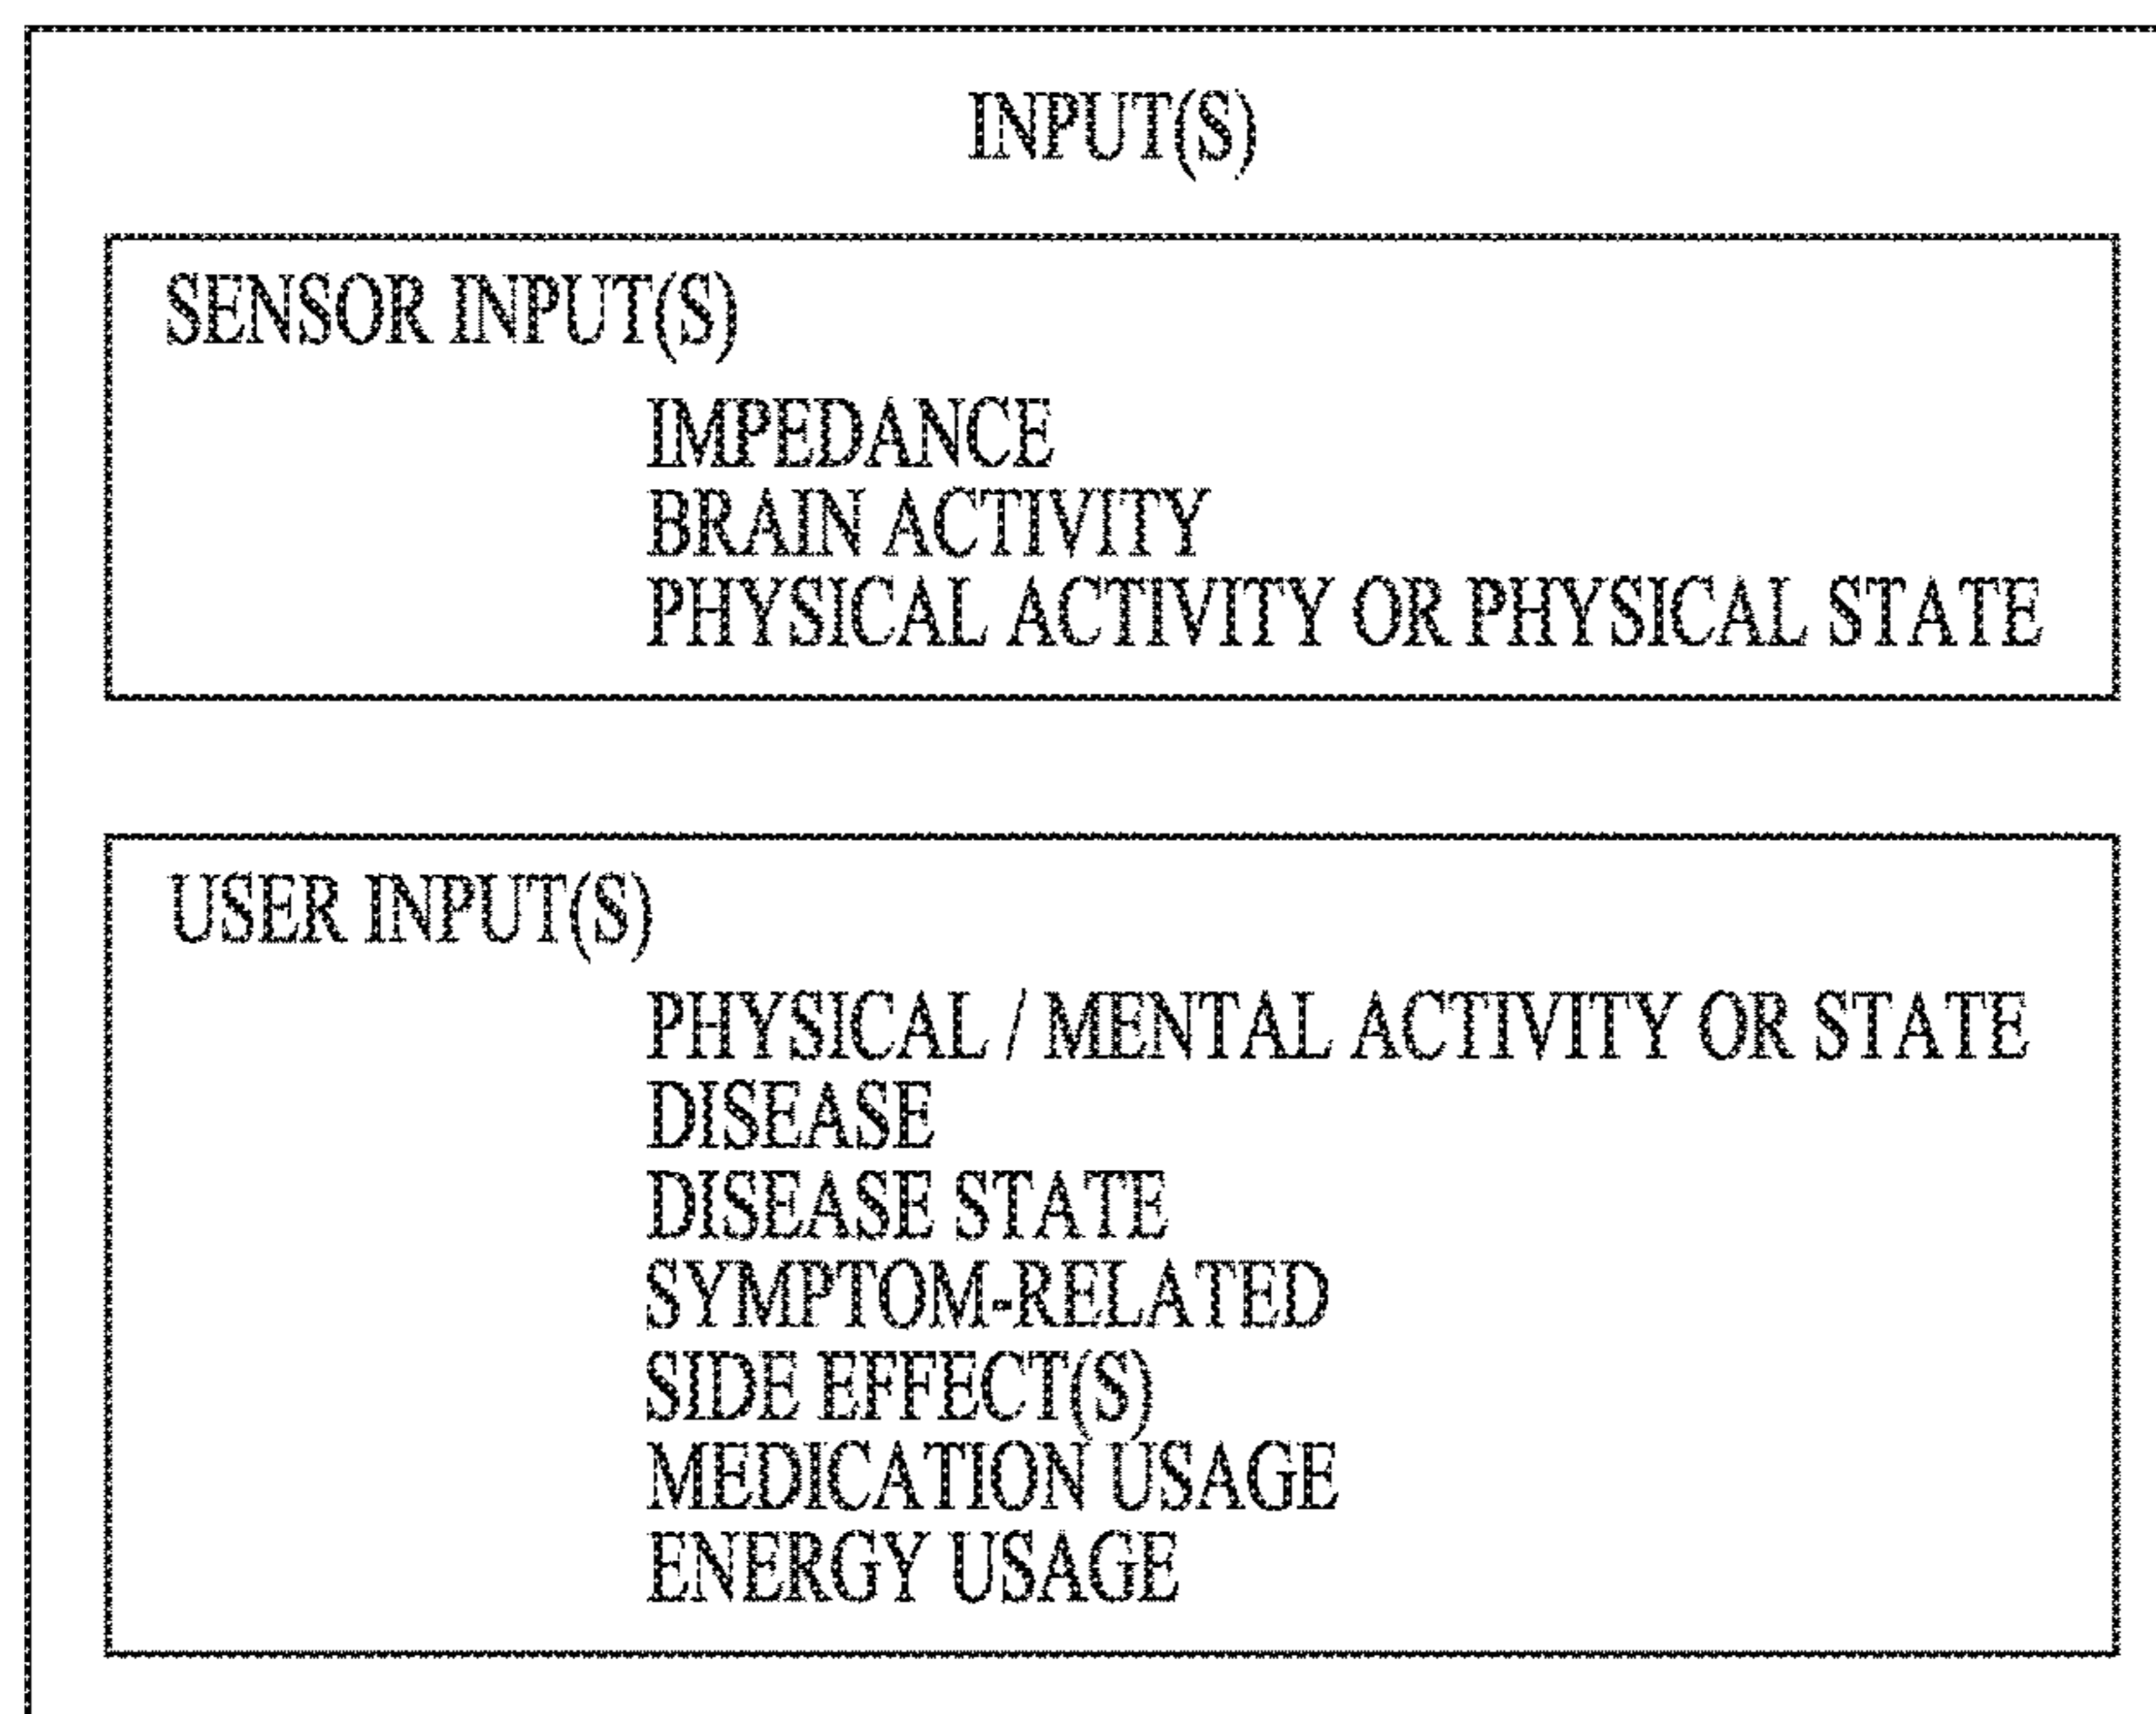 INPUT(S)
SENSOR INPUT(S)
IMPEDANCE
BRAIN ACTIVITY
PHYSICAL ACTIVITY OR PHYSICAL STATE
USER INPUT(S)
PHYSICAL / MENTAL ACTIVITY OR STATE
DISEASE
DISEASE STATE
SYMPTOM-RELATED
SIDE EFFECT(S)
MEDICATION USAGE
ENERGY USAGE